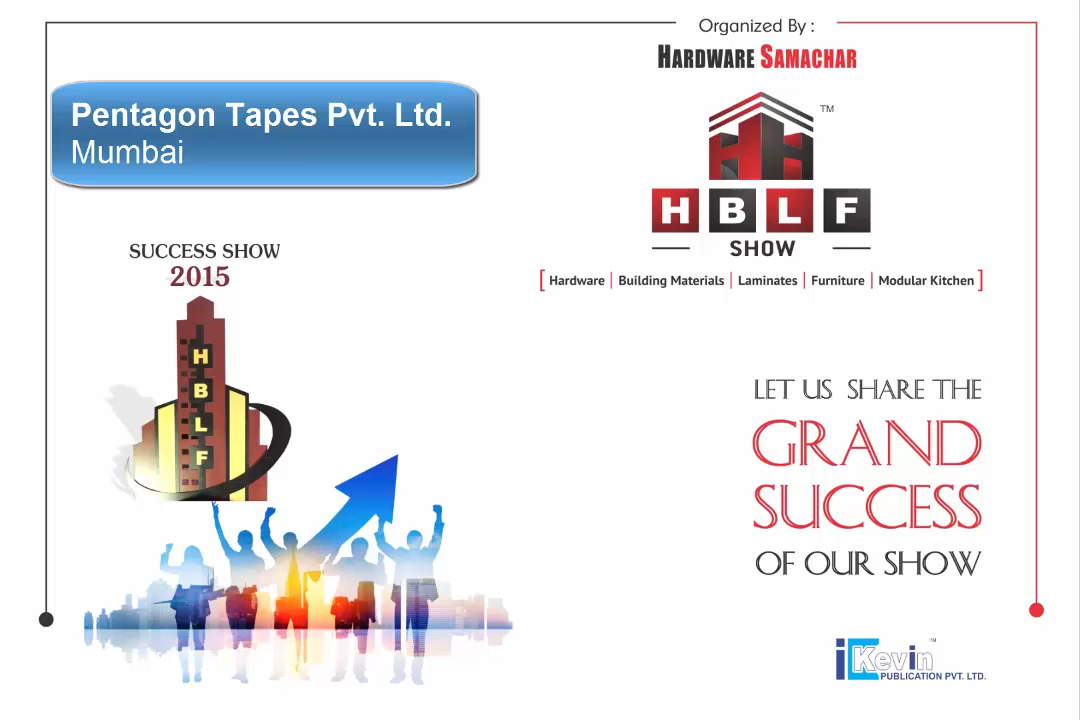 Organized By :
HARDWARE SAMACHAR
Pentagon Tapes Pvt. Ltd.
Mumbai
TM
H B L F
SHOW
[ Hardware | Building Materials | Laminates | Furniture | Modular Kitchen ]
SUCCESS SHOW
2015
H
B
L
F
LET US SHARE THE
GRAND
SUCCESS
OF OUR SHOW
Kevin TM
PUBLICATION PVT. LTD.